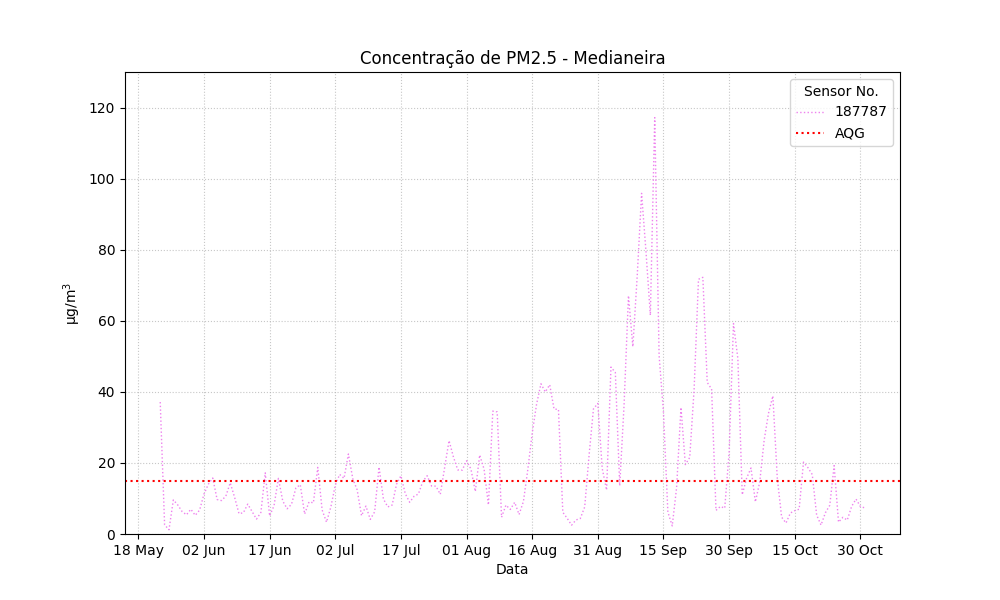 Concentração de PM2.5 - Medianeira
Sensor No.
187787
AQG
120
100
80
60
40
20
0
µg/m³
18 May 02 Jun 17 Jun 02 Jul 17 Jul 01 Aug 16 Aug 31 Aug 15 Sep 30 Sep 15 Oct 30 Oct
Data